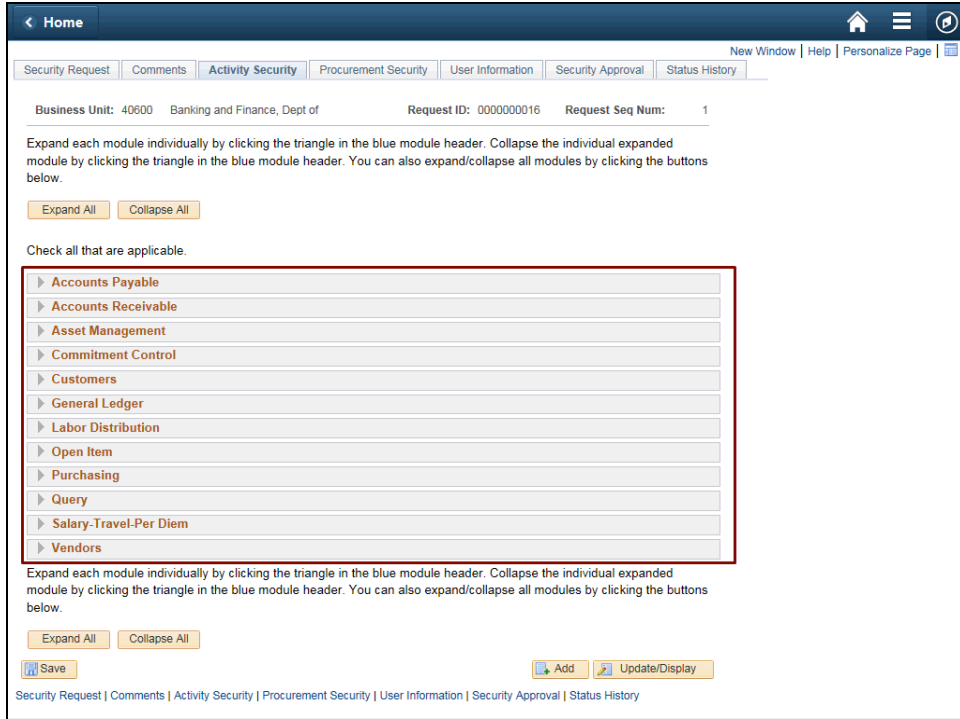 Home
New Window | Help | Personalize Page |
Security Request Comments Activity Security Procurement Security User Information Security Approval Status History
Business Unit: 40600 Banking and Finance, Dept of Request ID: 0000000016 Request Seq Num: 1
Expand each module individually by clicking the triangle in the blue module header. Collapse the individual expanded
module by clicking the triangle in the blue module header. You can also expand/collapse all modules by clicking the buttons
below.
Expand All Collapse All
Check all that are applicable.
Accounts Payable
Accounts Receivable
Asset Management
Commitment Control
Customers
General Ledger
Labor Distribution
Open Item
Purchasing
Query
Salary-Travel-Per Diem
Vendors
Expand each module individually by clicking the triangle in the blue module header. Collapse the individual expanded
module by clicking the triangle in the blue module header. You can also expand/collapse all modules by clicking the buttons
below.
Expand All Collapse All
Save Add Update/Display
Security Request | Comments | Activity Security | Procurement Security | User Information | Security Approval | Status History